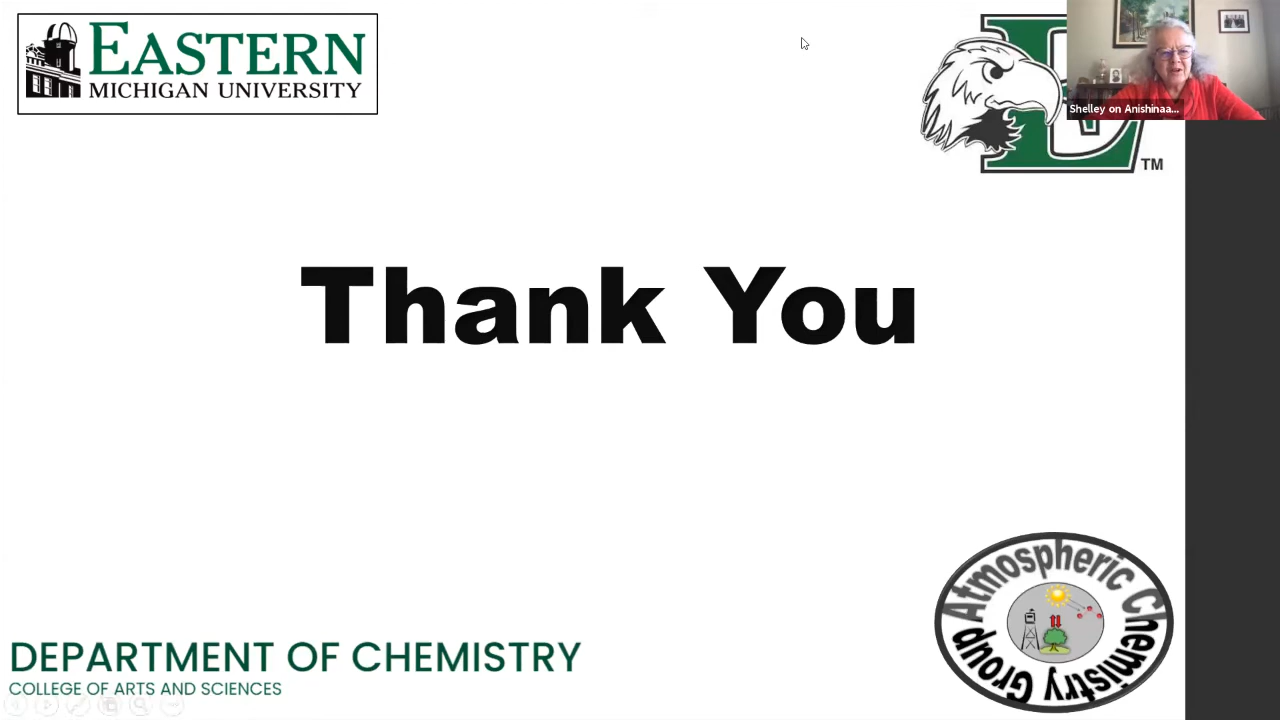 EASTERN
MICHIGAN UNIVERSITY
E
TM
Shelley on Anishinaa...
Thank You
Atmospheric Chemistry Group
DEPARTMENT OF CHEMISTRY
COLLEGE OF ARTS AND SCIENCES